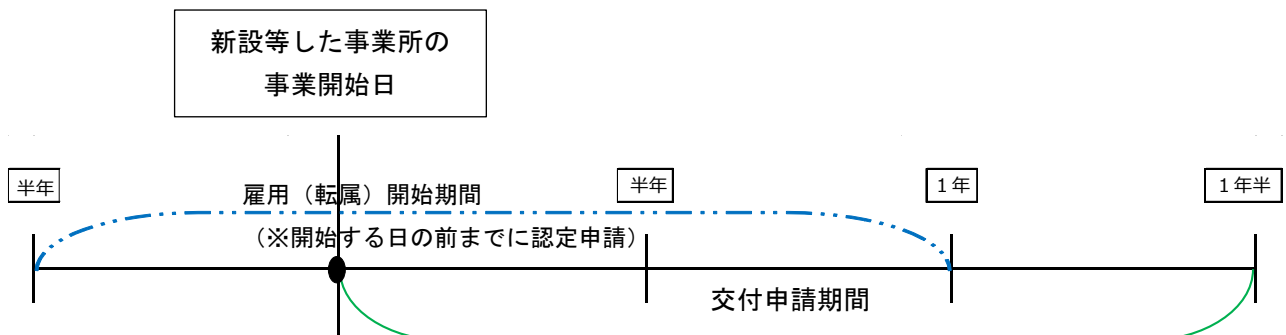 新設等した事業所の
事業開始日
半年
雇用（転属）開始期間
半年
1年
1年半
（※開始する日の前までに認定申請）
交付申請期間